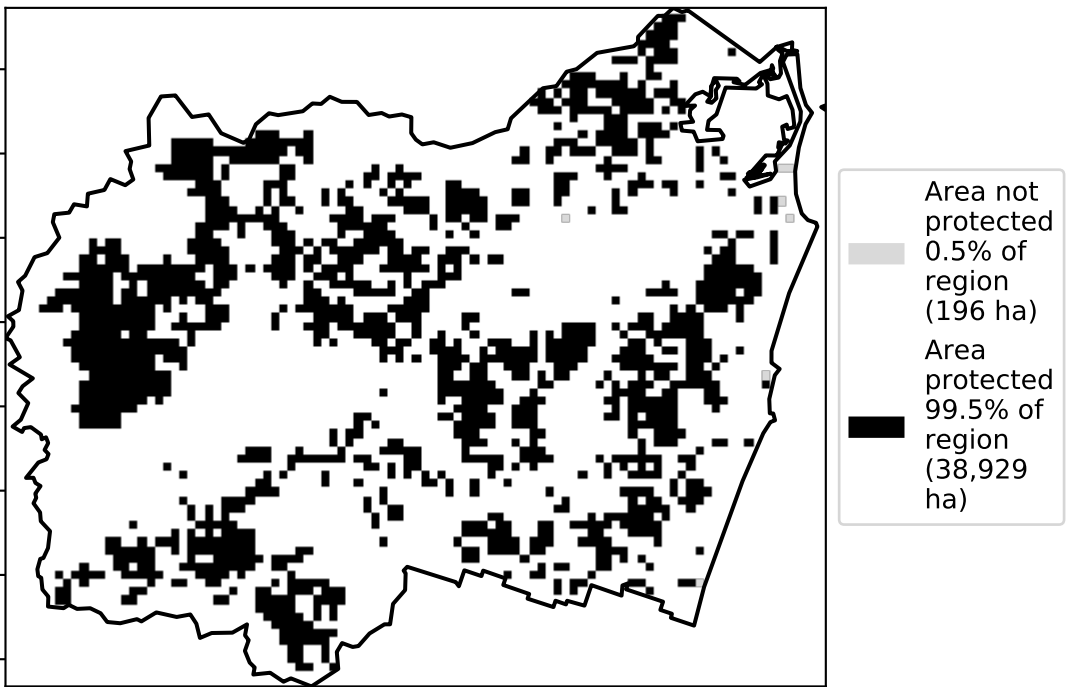 Area not
protected
0.5% of
region
(196 ha)
Area
protected
99.5% of
region
(38,929
ha)